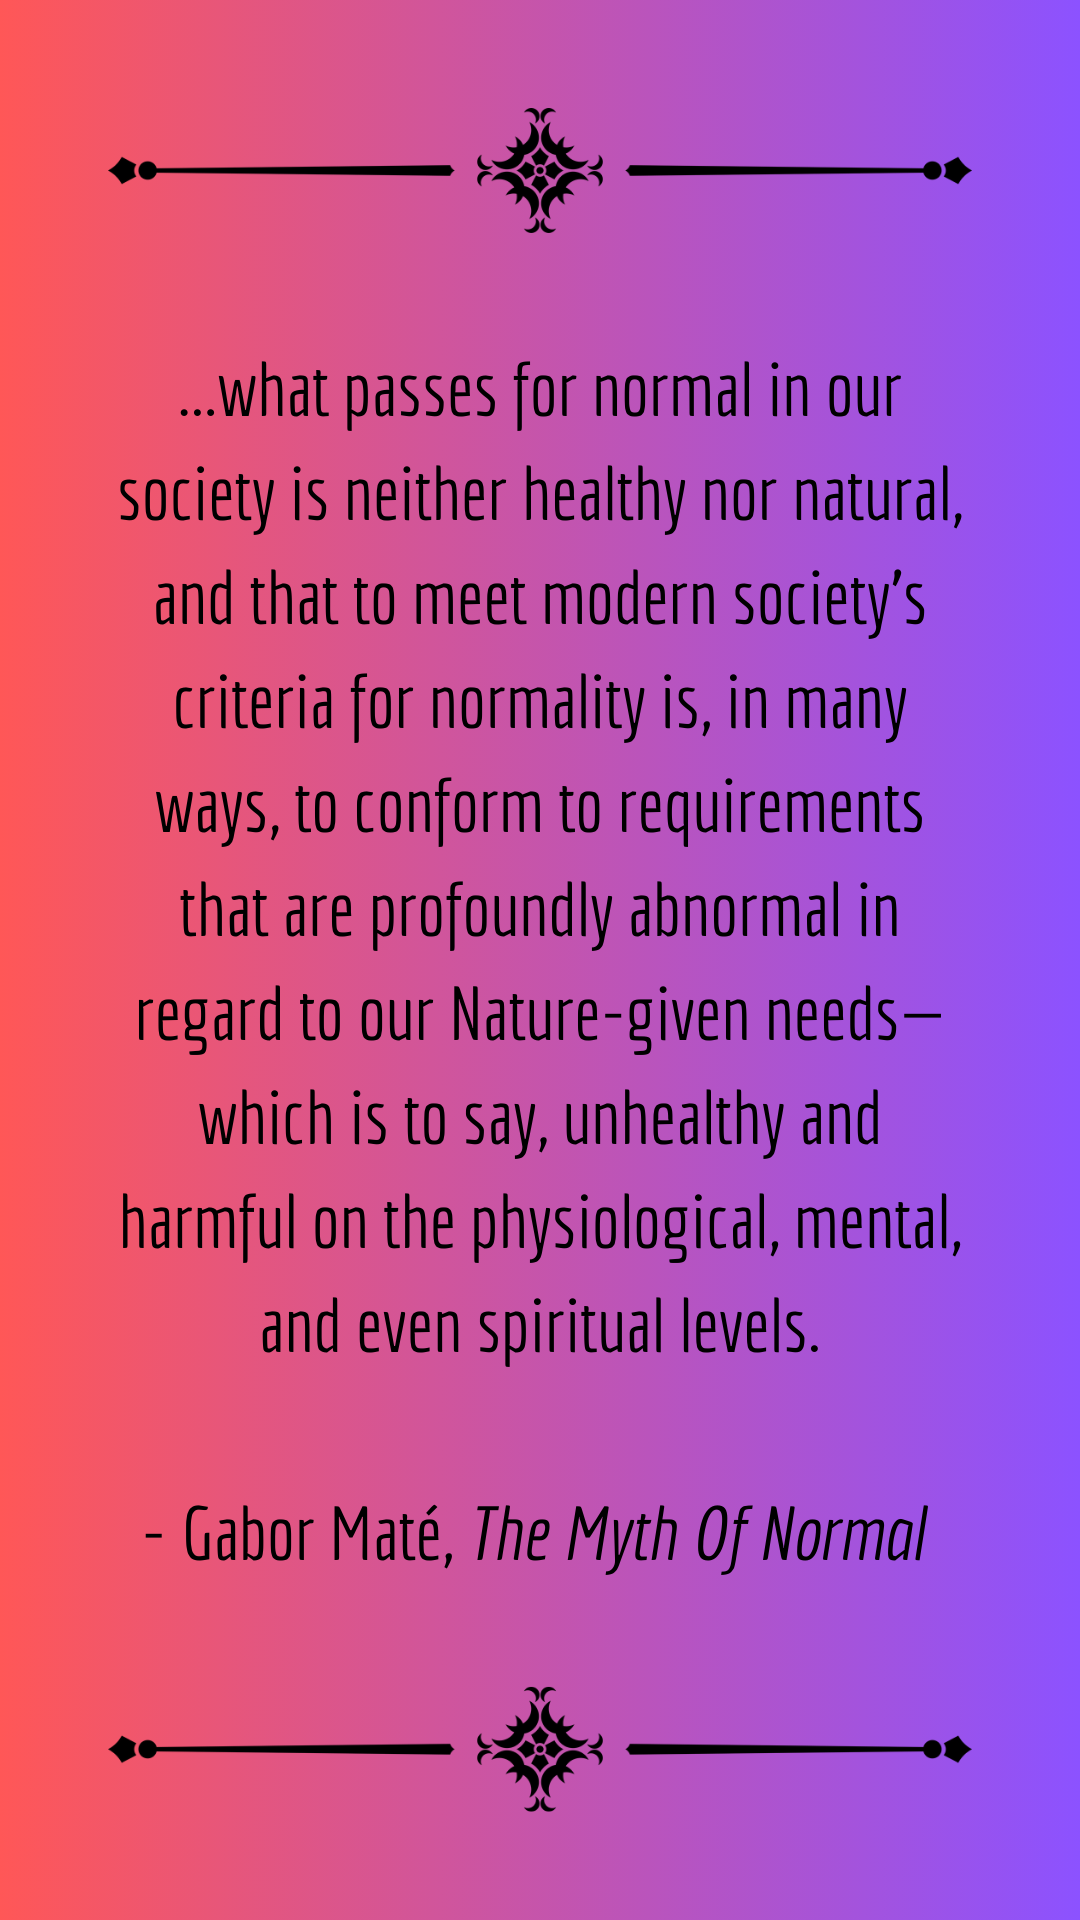 ...what passes for normal in our
society is neither healthy nor natural,
and that to meet modern society's
criteria for normality is, in many
ways, to conform to requirements
that are profoundly abnormal in
regard to our Nature-given needs—
which is to say, unhealthy and
harmful on the physiological, mental,
and even spiritual levels.
- Gabor Maté, The Myth Of Normal